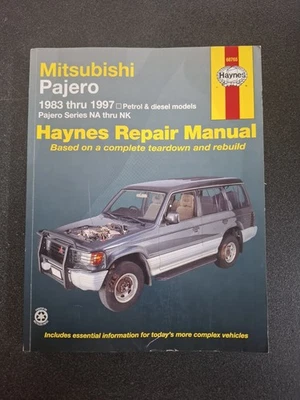 Mitsubishi
Pajero
1983 thru 1997 □ Petrol & diesel models
Pajero Series NA thru NK
Haynes
Haynes Repair Manual
Based on a complete teardown and rebuild
Includes essential information for today's more complex vehicles